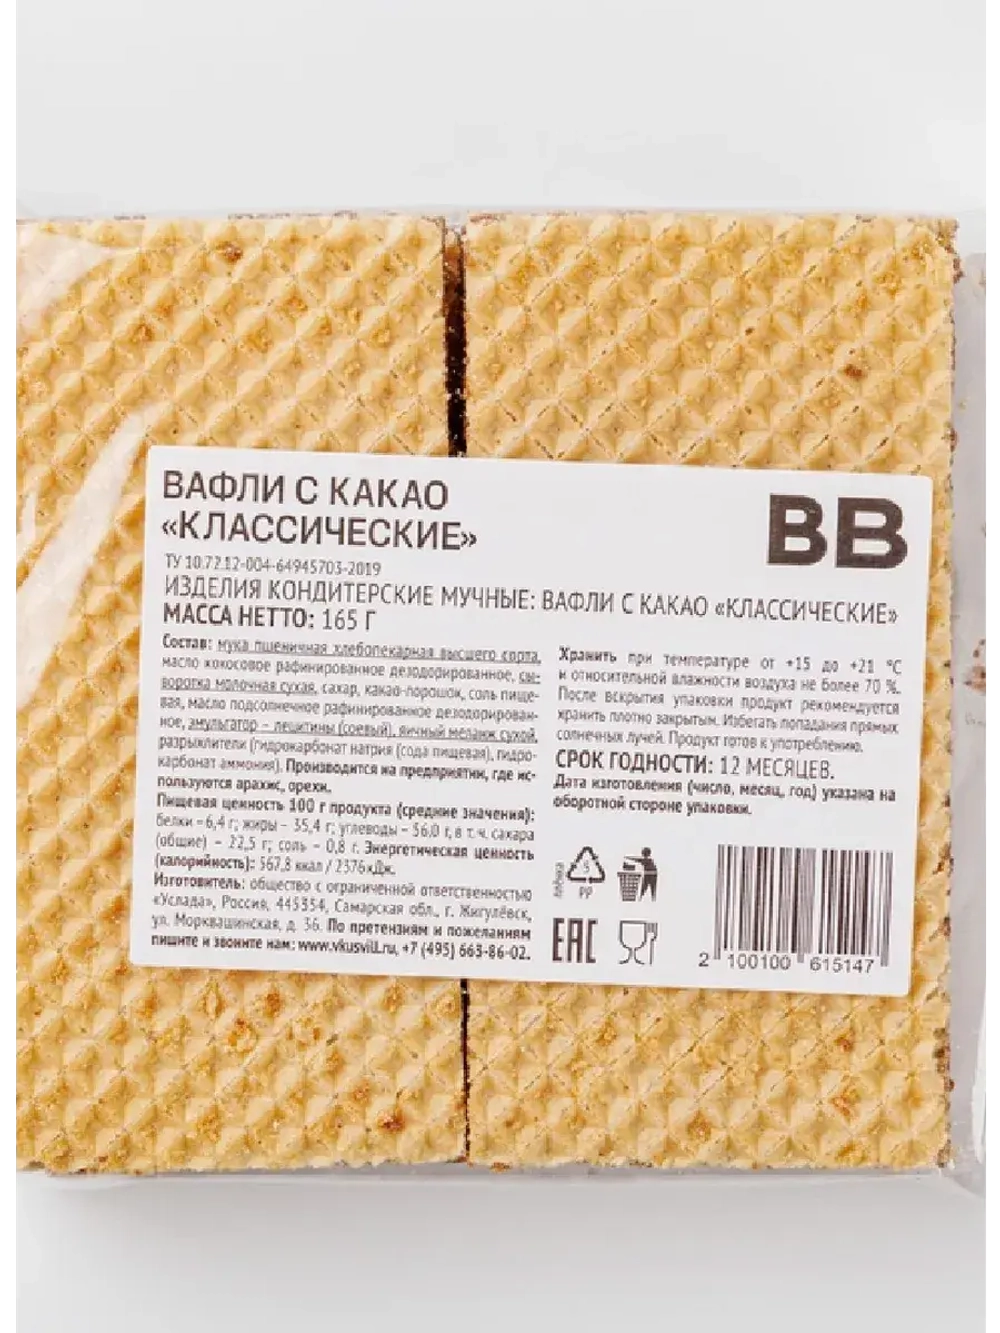 ВАФЛИ С КАКАО
«КЛАССИЧЕСКИЕ»
ВВ
ТУ 10.72.12-004-64945703-2019
ИЗДЕЛИЯ КОНДИТЕРСКИЕ МУЧНЫЕ: ВАФЛИ С КАКАО «КЛАССИЧЕСКИЕ»
МАССА НЕТТО: 165 Г
Состав: мука пшеничная хлебопекарная высшего сорта,
масло кокосовое рафинированное дезодорированное, сы-
воротка молочная сухая, сахар, какао-порошок, соль пище-
вая, масло подсолнечное рафинированное дезодорирован-
ное, эмульгатор – лецитины (соевый), яичный меланж сухой,
разрыхлители (гидрокарбонат натрия (сода пищевая), гидро-
карбонат аммония). Производится на предприятии, где ис-
пользуются арахис, орехи.
Пищевая ценность 100 г продукта (средние значения):
белки – 6,4 г; жиры – 35,4 г; углеводы – 56,0 г, в т. ч. сахара
(общие) – 22,5 г; соль – 0,8 г. Энергетическая ценность
(калорийность): 567,8 ккал / 2376 кДж.
Изготовитель: общество с ограниченной ответственностью
«Услада», Россия, 445354, Самарская обл., г. Жигулёвск,
ул. Морквашинская, д. 36. По претензиям и пожеланиям
пишите и звоните нам: www.vkusvill.ru, +7 (495) 663-86-02.
Хранить при температуре от +15 до +21 °C
и относительной влажности воздуха не более 70 %.
После вскрытия упаковки продукт рекомендуется
хранить плотно закрытым. Избегать попадания прямых
солнечных лучей. Продукт готов к употреблению.
СРОК ГОДНОСТИ: 12 МЕСЯЦЕВ.
Дата изготовления (число, месяц, год) указана на
оборотной стороне упаковки.
5
PP
EAC
2 100100 615147